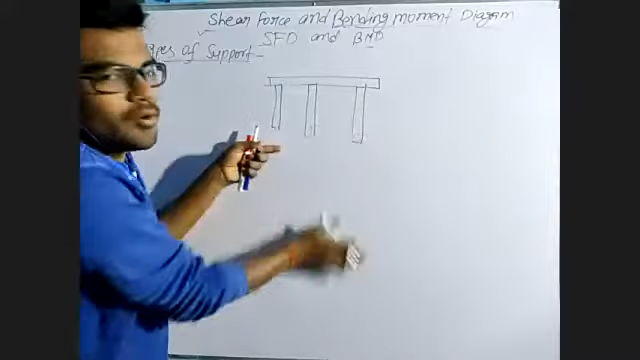 Shear force and Bending moment Diagram
SFD and BMD
Types of Support-